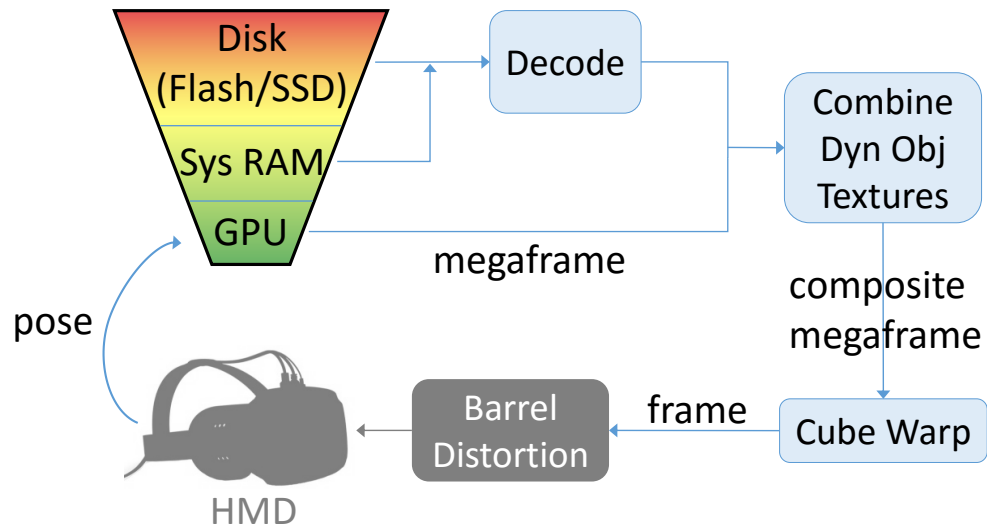 Disk
(Flash/SSD)
Sys RAM
GPU
Decode
Combine
Dyn Obj
Textures
megaframe
composite
megaframe
pose
Barrel
Distortion
frame
Cube Warp
HMD